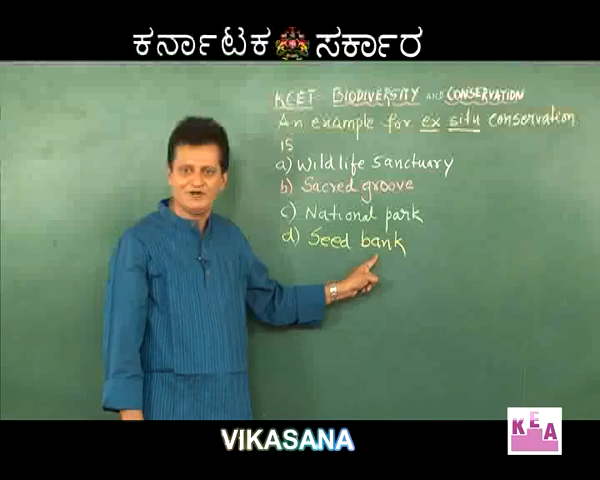 ಕರ್ನಾಟಕ ಸರ್ಕಾರ
KCET BIODIVERSITY AND CONSERVATION
An example for ex situ conservation
is
a) Wildlife Sanctuary
b) Sacred groove
c) National park
d) Seed bank
VIKASANA
KEA